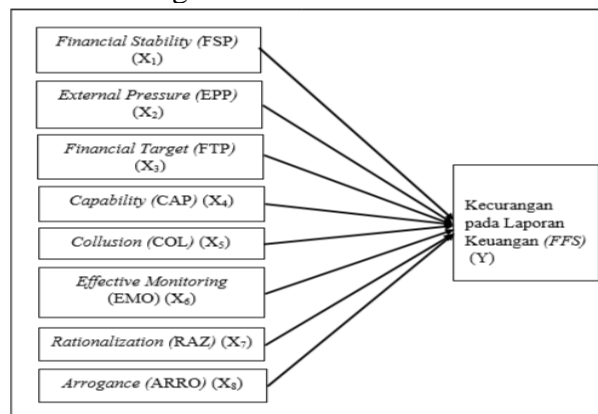 Financial Stability (FSP)
(X₁)
External Pressure (EPP)
(X₂)
Financial Target (FTP)
(X₃)
Capability (CAP) (X₄)
Collusion (COL) (X₅)
Effective Monitoring
(EMO) (X₆)
Rationalization (RAZ) (X₇)
Arrogance (ARRO) (X₈)
Kecurangan
pada Laporan
Keuangan (FFS)
(Y)